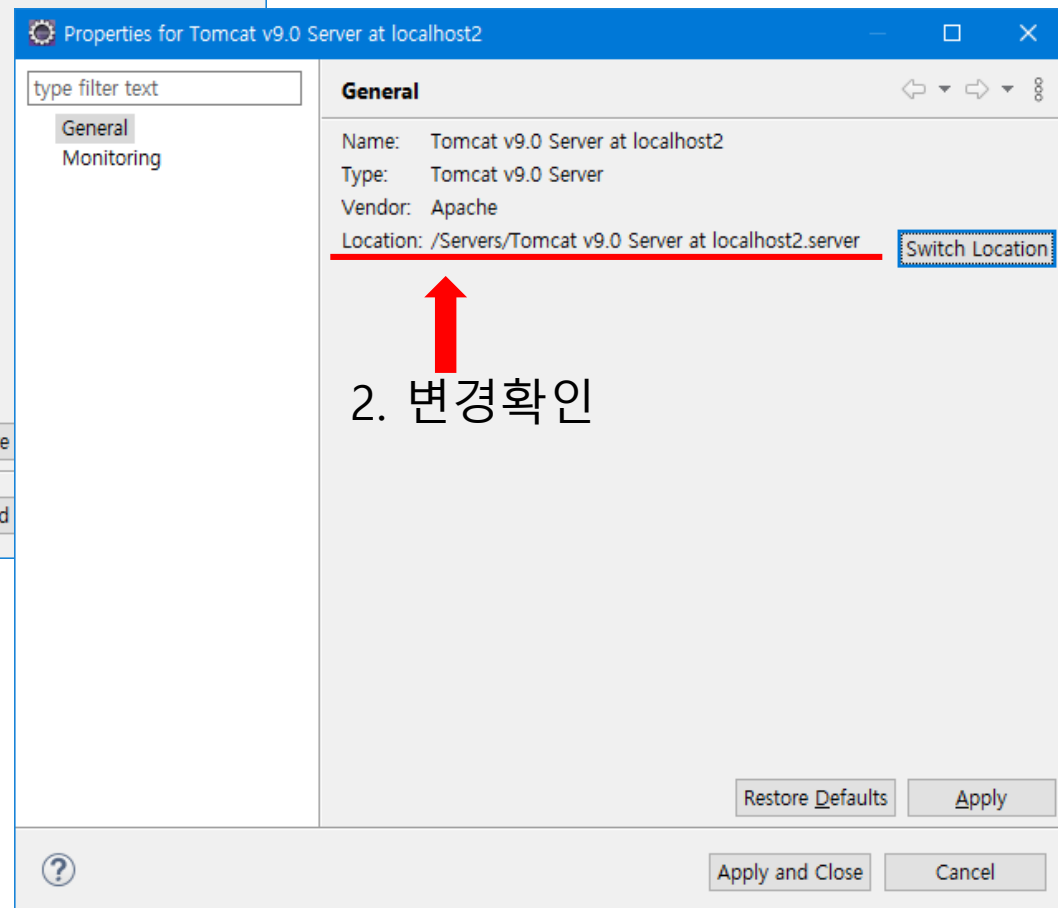 Properties for Tomcat v9.0 Server at localhost2
type filter text
General
Monitoring
General
Name: Tomcat v9.0 Server at localhost2
Type: Tomcat v9.0 Server
Vendor: Apache
Location: /Servers/Tomcat v9.0 Server at localhost2.server
Switch Location
2. 변경확인
e
d
Restore Defaults
Apply
?
Apply and Close
Cancel